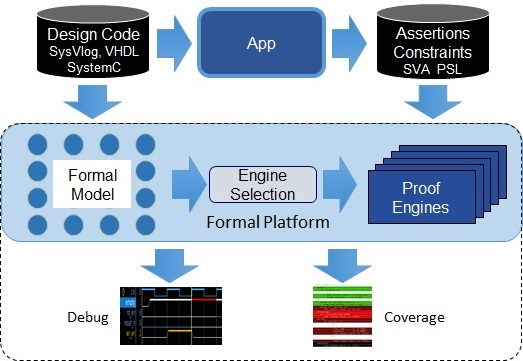 Design Code
SysVlog, VHDL
SystemC
App
Assertions
Constraints
SVA PSL
Formal
Model
Engine
Selection
Proof
Engines
Formal Platform
Debug
Coverage